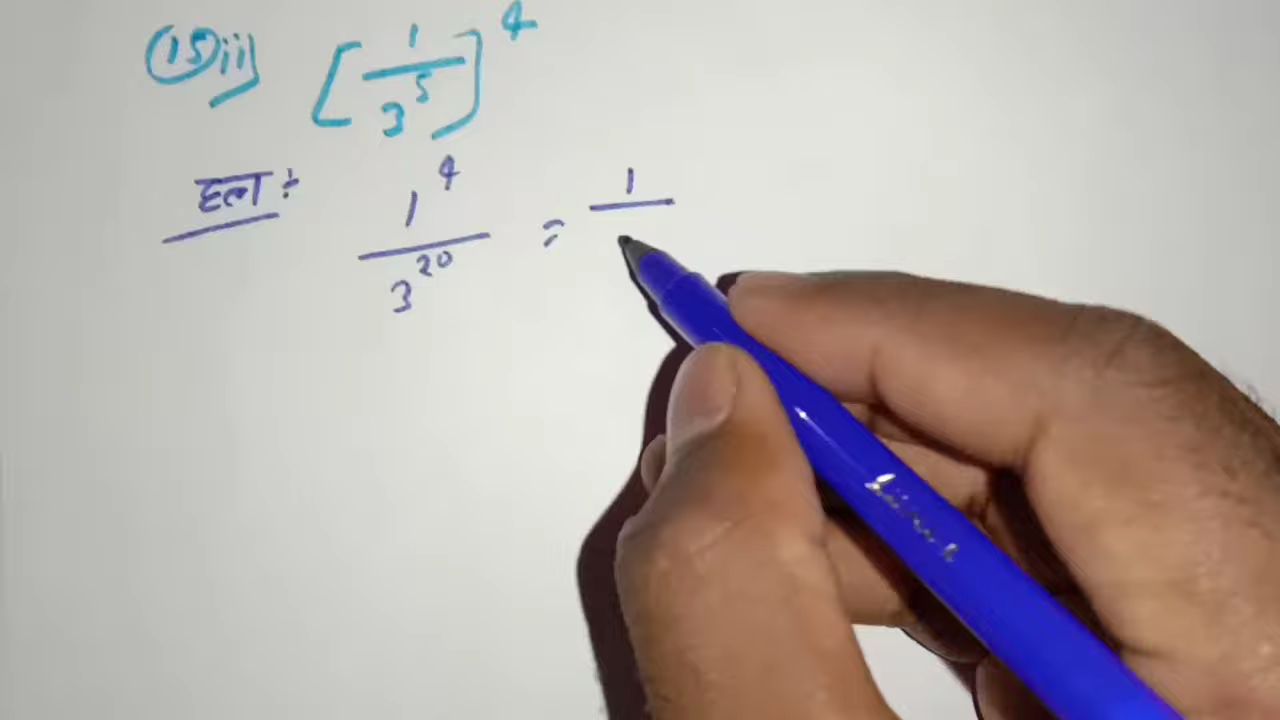 15 ii) [1/3^5]^4
हल ÷ 1^4/3^20 = 1/